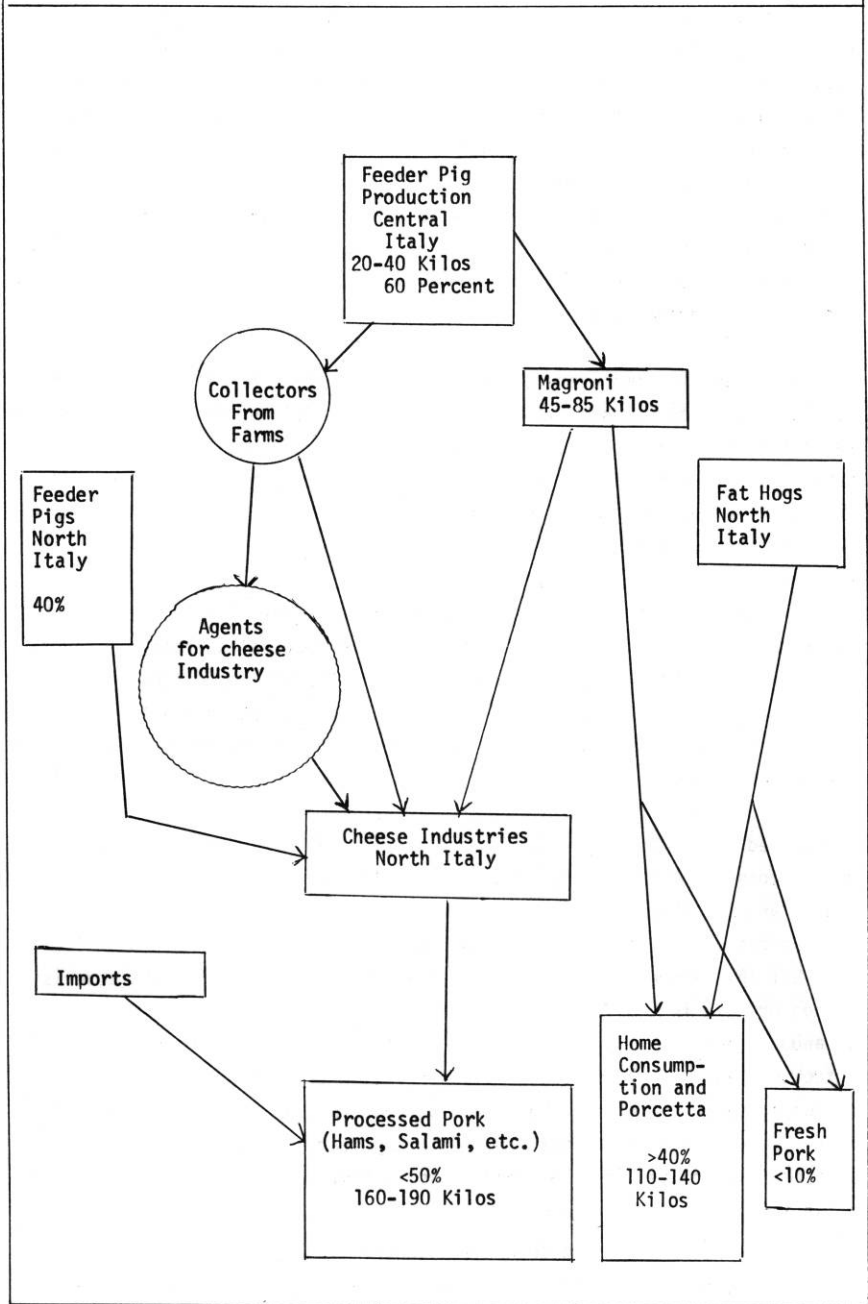 Feeder Pig
Production
Central
Italy
20-40 Kilos
60 Percent
Collectors
From
Farms
Magroni
45-85 Kilos
Feeder
Pigs
North
Italy
40%
Fat Hogs
North
Italy
Agents
for cheese
Industry
Cheese Industries
North Italy
Imports
Processed Pork
(Hams, Salami, etc.)
<50%
160-190 Kilos
Home
Consump-
tion and
Porcetta
>40%
110-140
Kilos
Fresh
Pork
<10%